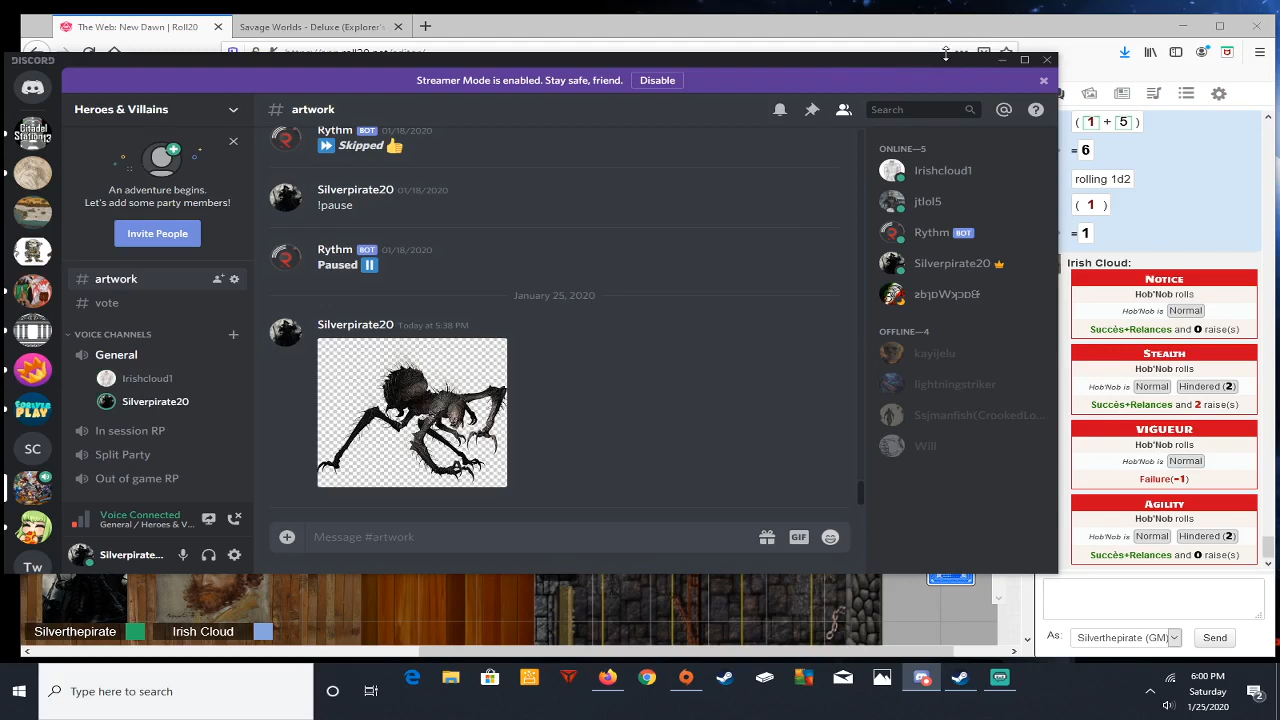 The Web: New Dawn | Roll20
Savage Worlds - Deluxe (Explorer's
DISCORD
Streamer Mode is enabled. Stay safe, friend.
Disable
Heroes & Villains
# artwork
Search
An adventure begins.
Let's add some party members!
Invite People
# artwork
# vote
VOICE CHANNELS
General
Irishcloud1
Silverpirate20
In session RP
Split Party
Out of game RP
Voice Connected
General / Heroes & V...
Silverpirate...
SC
Tw
Rythm BOT 01/18/2020
Skipped
Silverpirate20 01/18/2020
!pause
Rythm BOT 01/18/2020
Paused
January 25, 2020
Silverpirate20 Today at 5:38 PM
Message #artwork
GIF
ONLINE—5
Irishcloud1
jtlol5
Rythm BOT
Silverpirate20
OFFLINE—4
kayijelu
lightningstriker
Ssjmanfish(CrookedLo...
Will
( 1 + 5 )
= 6
rolling 1d2
( 1 )
= 1
Irish Cloud:
NOTICE
Hob'Nob rolls
Hob'Nob is Normal
Succès+Relances and 0 raise(s)
STEALTH
Hob'Nob rolls
Hob'Nob is Normal Hindered (2)
Succès+Relances and 2 raise(s)
VIGUEUR
Hob'Nob rolls
Hob'Nob is Normal
Failure(-1)
AGILITY
Hob'Nob rolls
Hob'Nob is Normal Hindered (2)
Succès+Relances and 0 raise(s)
Silverthepirate
Irish Cloud
As: Silverthepirate (GM)
Send
Type here to search
6:00 PM
Saturday
1/25/2020
2